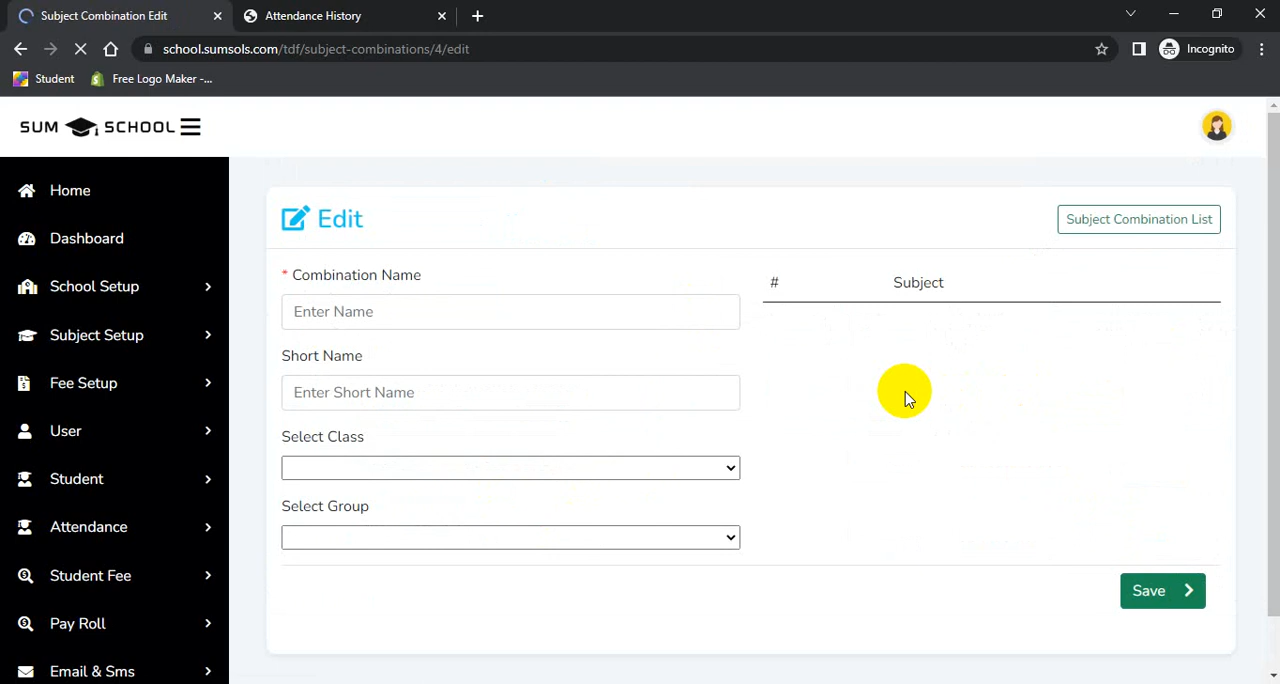 Subject Combination Edit
Attendance History
school.sumsols.com/tdf/subject-combinations/4/edit
Incognito
Student
Free Logo Maker -...
SUM SCHOOL
Home
Dashboard
School Setup
Subject Setup
Fee Setup
User
Student
Attendance
Student Fee
Pay Roll
Email & Sms
Edit
Subject Combination List
* Combination Name
Enter Name
Short Name
Enter Short Name
Select Class
Select Group
# Subject
Save